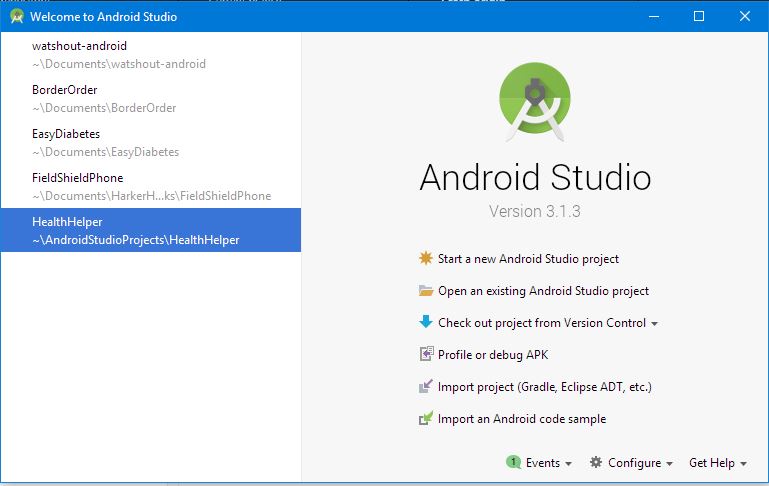 Welcome to Android Studio
watshout-android
~\Documents\watshout-android
BorderOrder
~\Documents\BorderOrder
EasyDiabetes
~\Documents\EasyDiabetes
FieldShieldPhone
~\Documents\HarkerH...ks\FieldShieldPhone
HealthHelper
~\AndroidStudioProjects\HealthHelper
Android Studio
Version 3.1.3
Start a new Android Studio project
Open an existing Android Studio project
Check out project from Version Control
Profile or debug APK
Import project (Gradle, Eclipse ADT, etc.)
Import an Android code sample
1 Events Configure Get Help